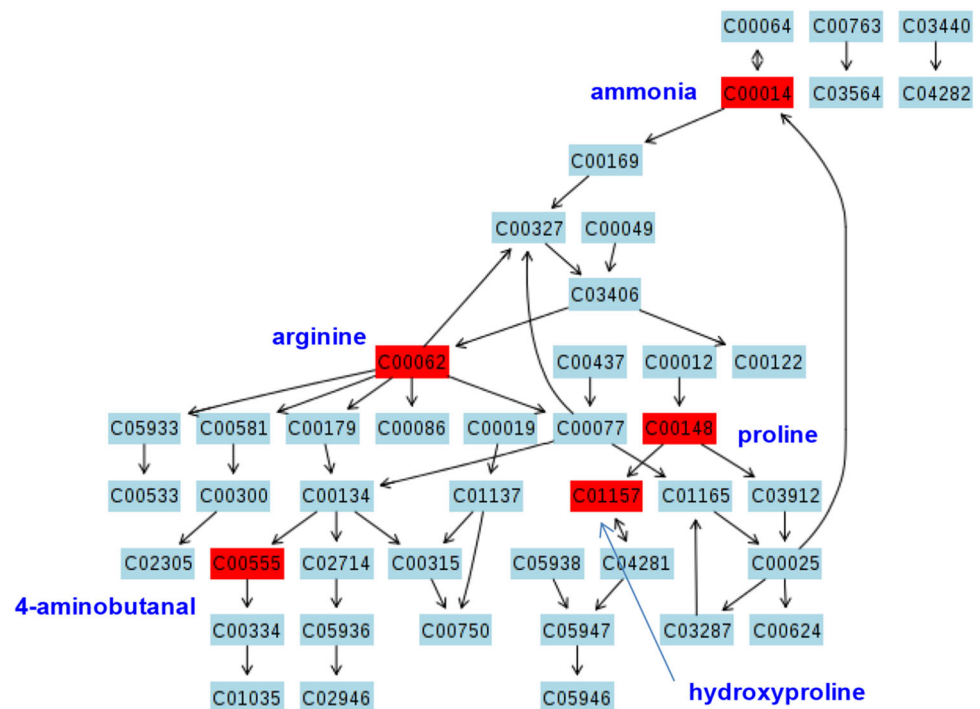 C00064 C00763 C03440
ammonia C00014 C03564 C04282
C00169
C00327 C00049
C03406
arginine
C00062 C00437 C00012 C00122
C05933 C00581 C00179 C00086 C00019 C00077 C00148 proline
C00533 C00300 C00134 C01137 C01157 C01165 C03912
C02305 C00555 C02714 C00315 C05938 C04281 C00025
4-aminobutanal
C00334 C05936 C00750 C05947 C03287 C00624
C01035 C02946 C05946 hydroxyproline